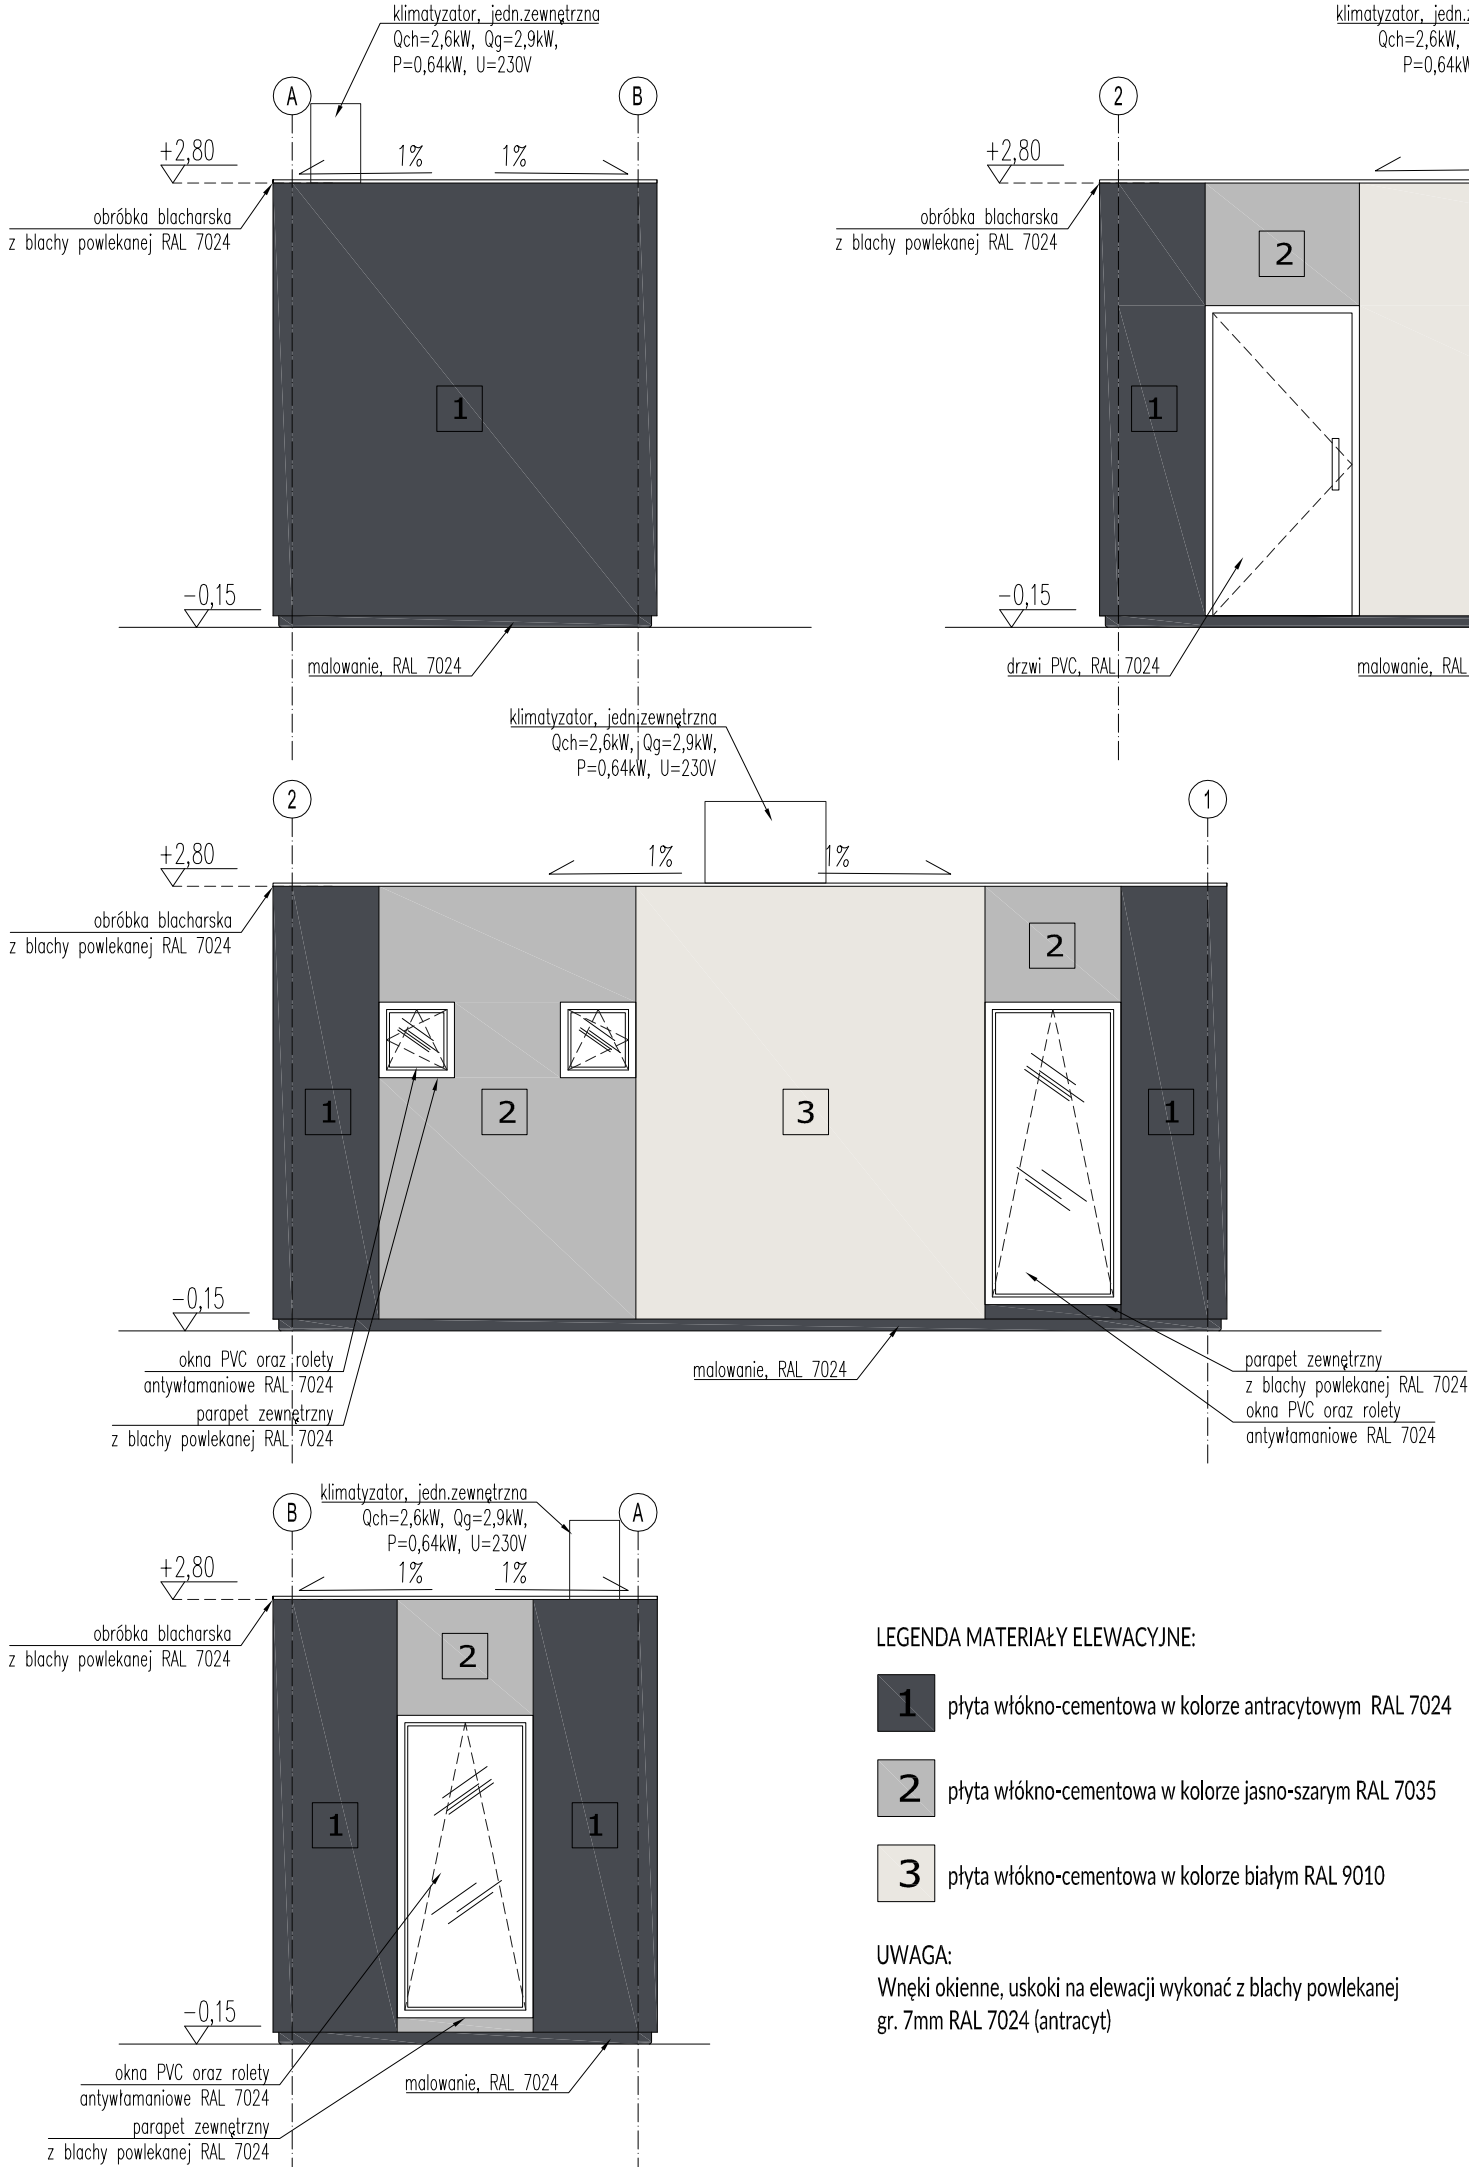 klimatyzator, jedn.zewnętrzna
Qch=2,6kW, Qg=2,9kW,
P=0,64kW, U=230V
A
B
+2,80
1%
1%
obróbka blacharska
z blachy powlekanej RAL 7024
1
-0,15
malowanie, RAL 7024
klimatyzator, jedn.
Qch=2,6kW,
P=0,64kW
2
+2,80
obróbka blacharska
z blachy powlekanej RAL 7024
2
1
-0,15
drzwi PVC, RAL 7024
malowanie, RAL
klimatyzator, jedn.zewnętrzna
Qch=2,6kW, Qg=2,9kW,
P=0,64kW, U=230V
2
1
+2,80
1%
1%
obróbka blacharska
z blachy powlekanej RAL 7024
2
1
2
3
1
-0,15
okna PVC oraz rolety
antywłamaniowe RAL 7024
parapet zewnętrzny
z blachy powlekanej RAL 7024
malowanie, RAL 7024
parapet zewnętrzny
z blachy powlekanej RAL 7024
okna PVC oraz rolety
antywłamaniowe RAL 7024
klimatyzator, jedn.zewnętrzna
Qch=2,6kW, Qg=2,9kW,
P=0,64kW, U=230V
B
A
+2,80
1%
1%
obróbka blacharska
z blachy powlekanej RAL 7024
2
1
1
-0,15
okna PVC oraz rolety
antywłamaniowe RAL 7024
parapet zewnętrzny
z blachy powlekanej RAL 7024
malowanie, RAL 7024
LEGENDA MATERIAŁY ELEWACYJNE:
1 płyta włókno-cementowa w kolorze antracytowym RAL 7024
2 płyta włókno-cementowa w kolorze jasno-szarym RAL 7035
3 płyta włókno-cementowa w kolorze białym RAL 9010
UWAGA:
Wnęki okienne, uskoki na elewacji wykonać z blachy powlekanej
gr. 7mm RAL 7024 (antracyt)